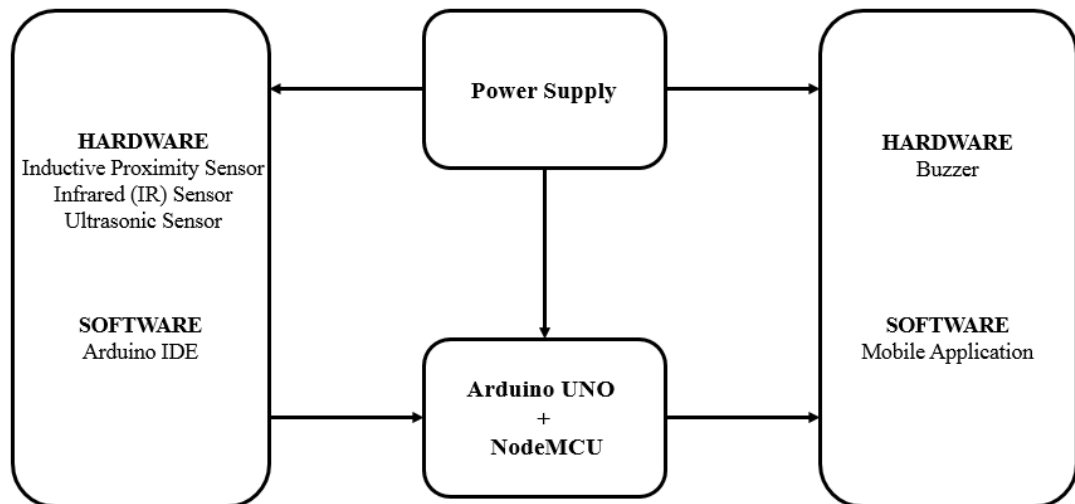 HARDWARE
Inductive Proximity Sensor
Infrared (IR) Sensor
Ultrasonic Sensor
SOFTWARE
Arduino IDE
Power Supply
Arduino UNO
+
NodeMCU
HARDWARE
Buzzer
SOFTWARE
Mobile Application